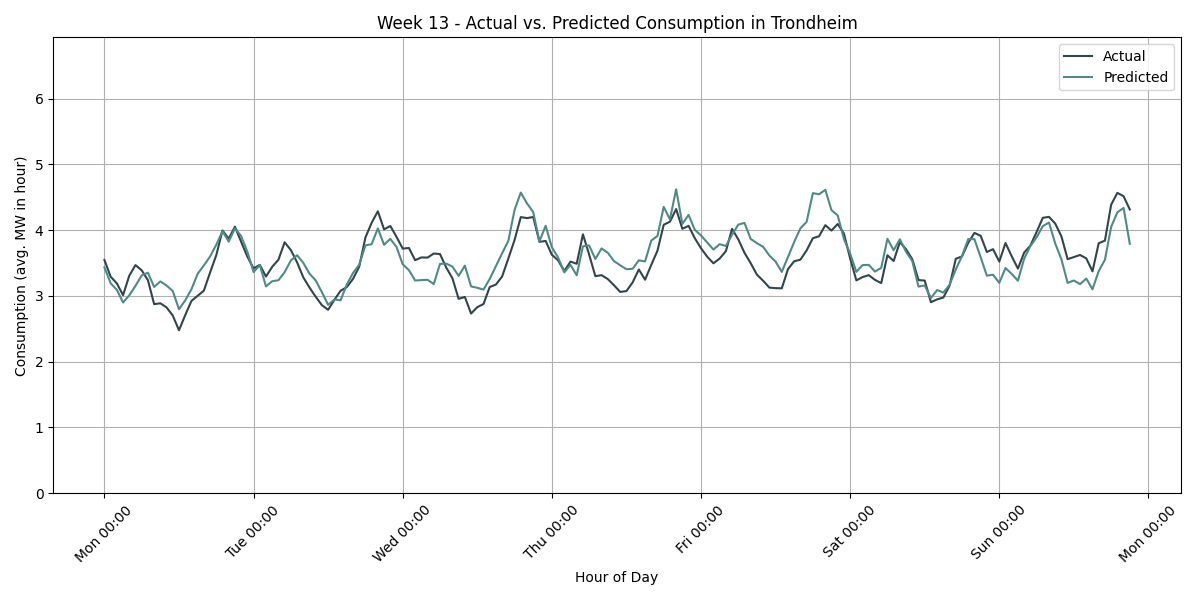 Week 13 - Actual vs. Predicted Consumption in Trondheim
Actual
Predicted
Consumption (avg. MW in hour)
6
5
4
3
2
1
0
Mon 00:00
Tue 00:00
Wed 00:00
Thu 00:00
Fri 00:00
Sat 00:00
Sun 00:00
Mon 00:00
Hour of Day